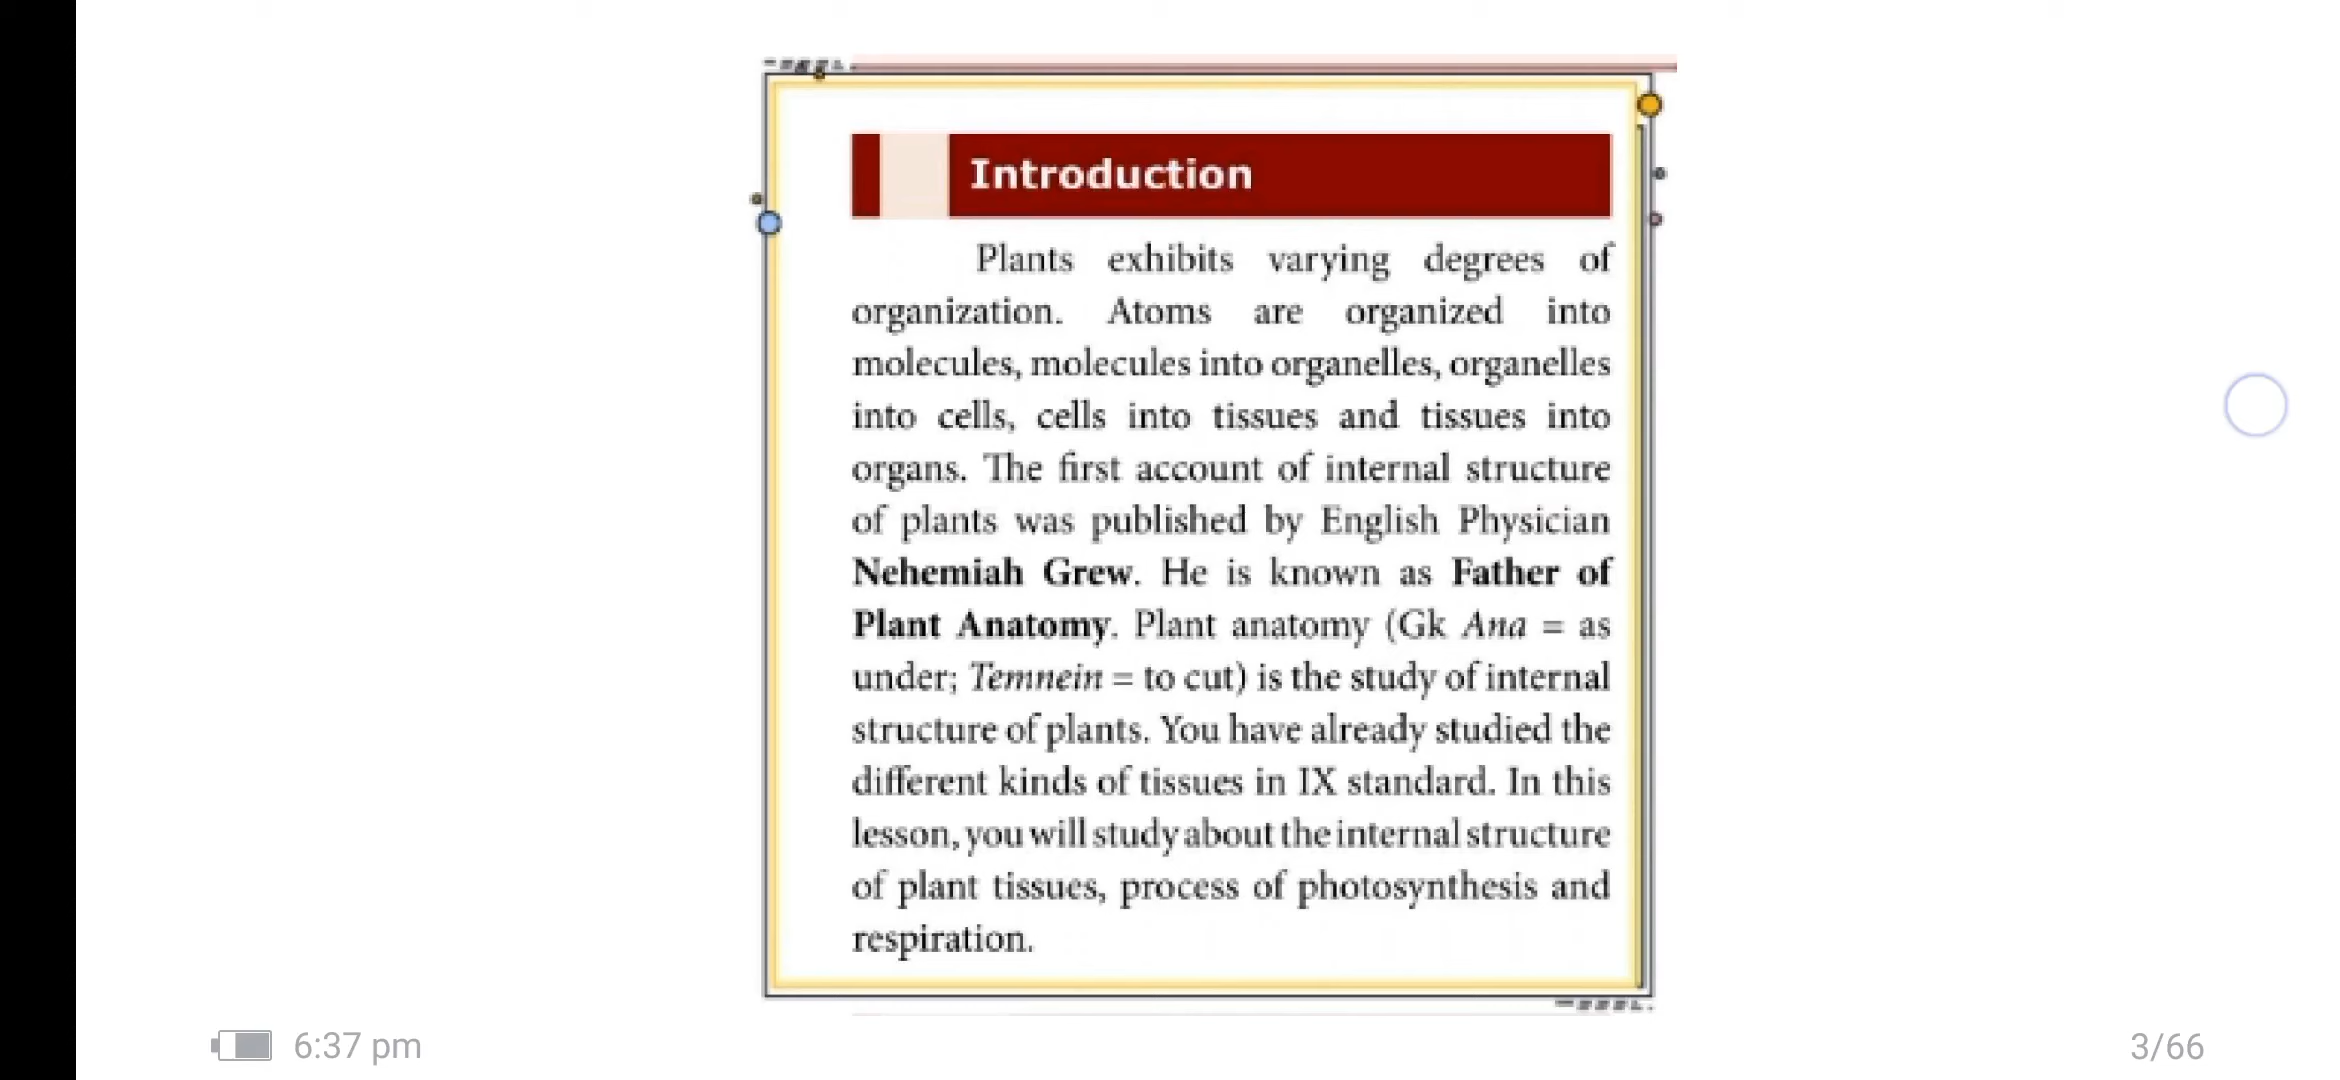 Introduction
Plants exhibits varying degrees of
organization. Atoms are organized into
molecules, molecules into organelles, organelles
into cells, cells into tissues and tissues into
organs. The first account of internal structure
of plants was published by English Physician
Nehemiah Grew. He is known as Father of
Plant Anatomy. Plant anatomy (Gk Ana = as
under; Temnein = to cut) is the study of internal
structure of plants. You have already studied the
different kinds of tissues in IX standard. In this
lesson, you will study about the internal structure
of plant tissues, process of photosynthesis and
respiration.
6:37 pm
3/66